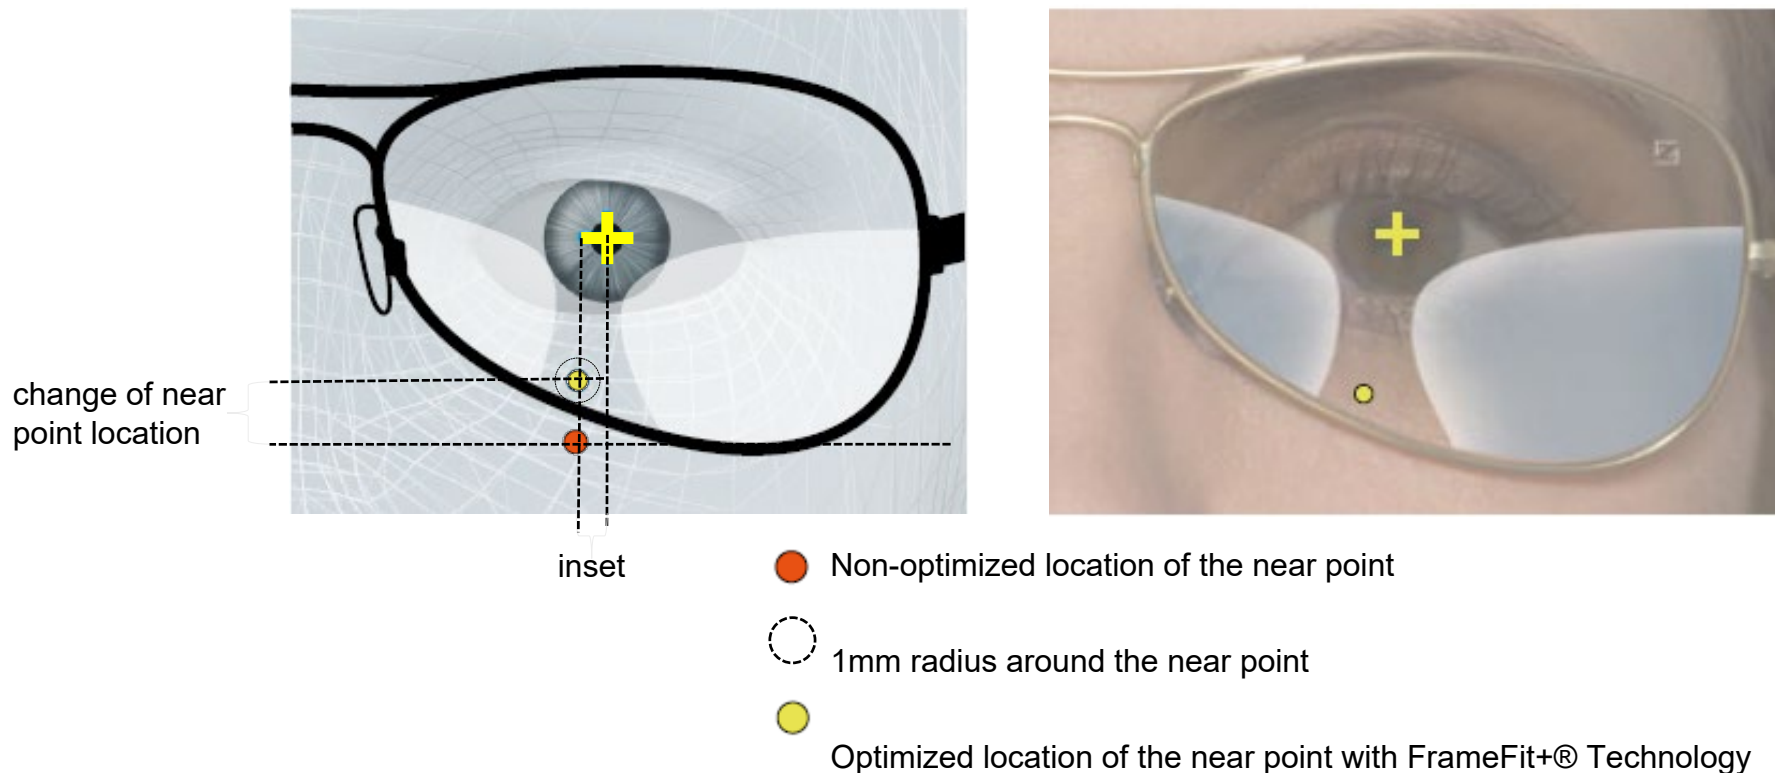 change of near
point location
inset
Non-optimized location of the near point
1mm radius around the near point
Optimized location of the near point with FrameFit+® Technology